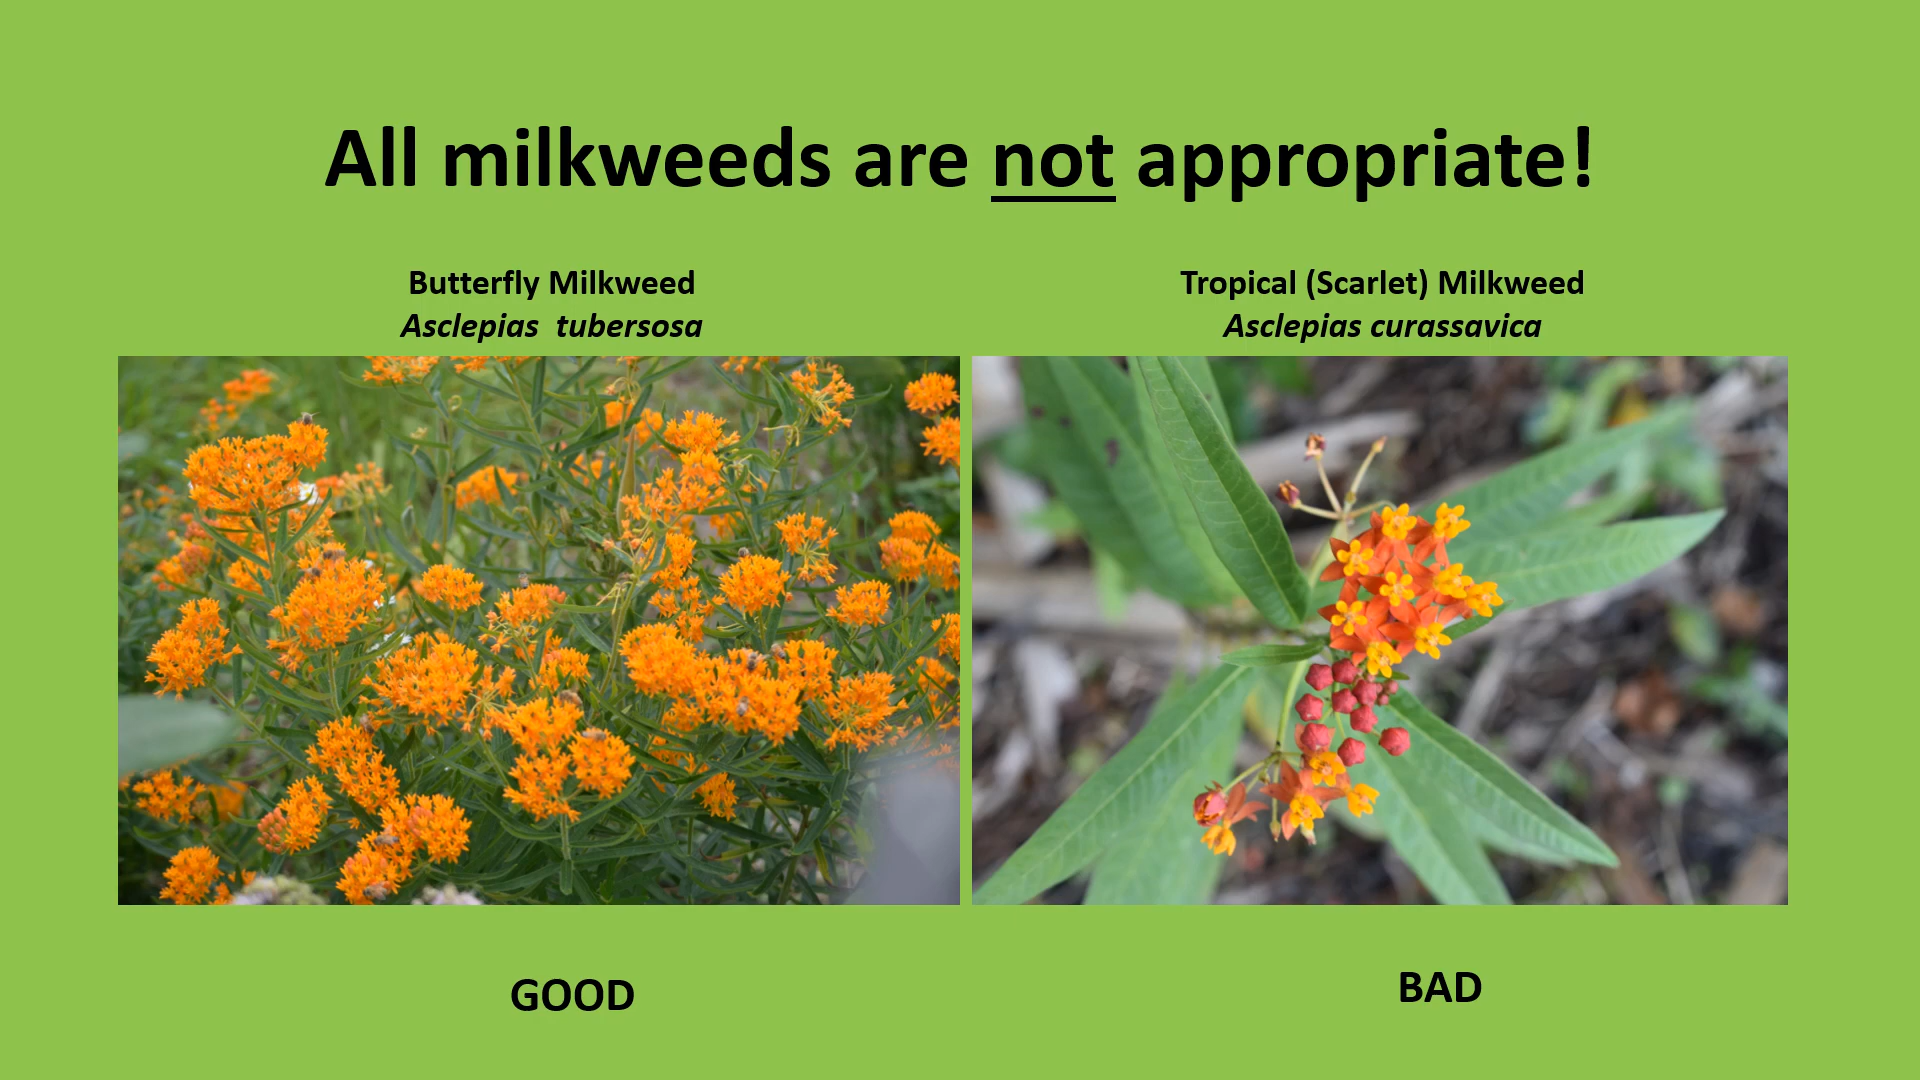 All milkweeds are not appropriate!
Butterfly Milkweed
Asclepias tubersosa
Tropical (Scarlet) Milkweed
Asclepias curassavica
GOOD
BAD